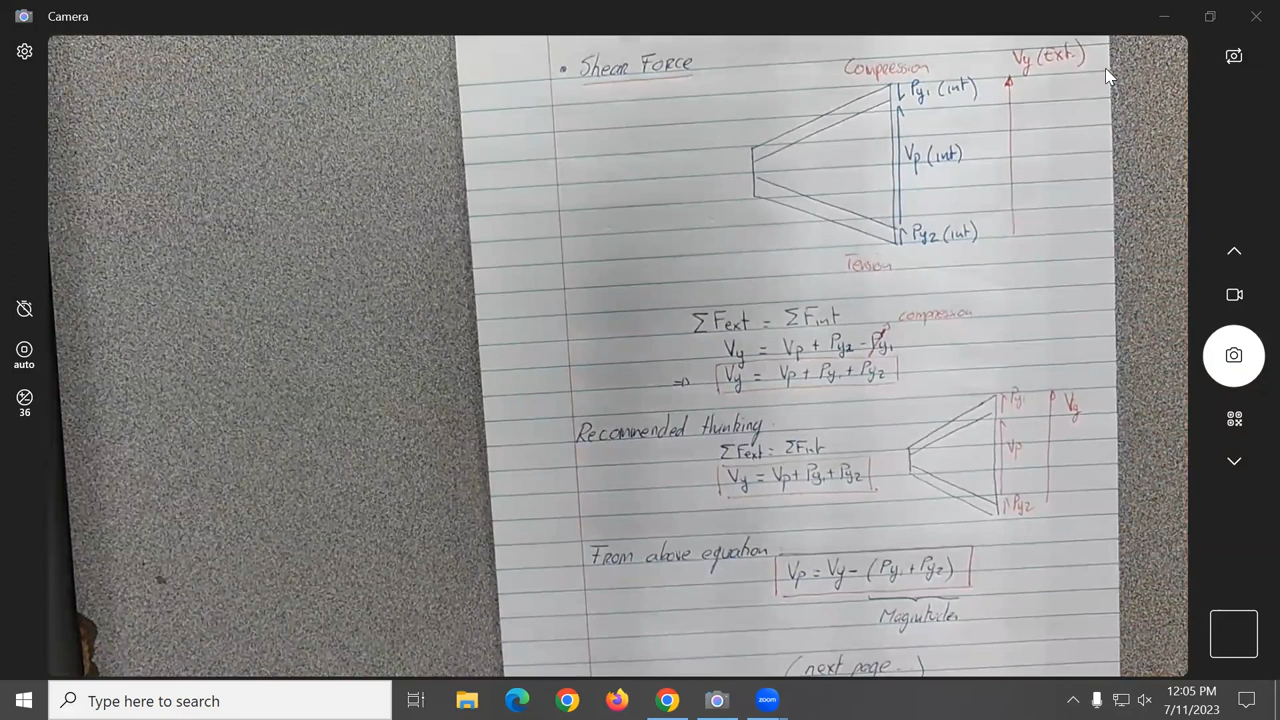 Camera
• Shear Force
Compression
Vy (Ext.)
Py1 (int)
Vp (int)
Py2 (int)
Tension
ΣFext = ΣFint
compression
Vy = Vp + Py2 - Py1
⇒ Vy = Vp + Py1 + Py2
Recommended thinking
ΣFext = ΣFint
Vy = Vp + Py1 + Py2
Py1
Vy
Vp
Py2
From above equation
Vp = Vy - (Py1 + Py2)
Magnitudes
(next page...)
auto
36
Type here to search
zoom
12:05 PM
7/11/2023